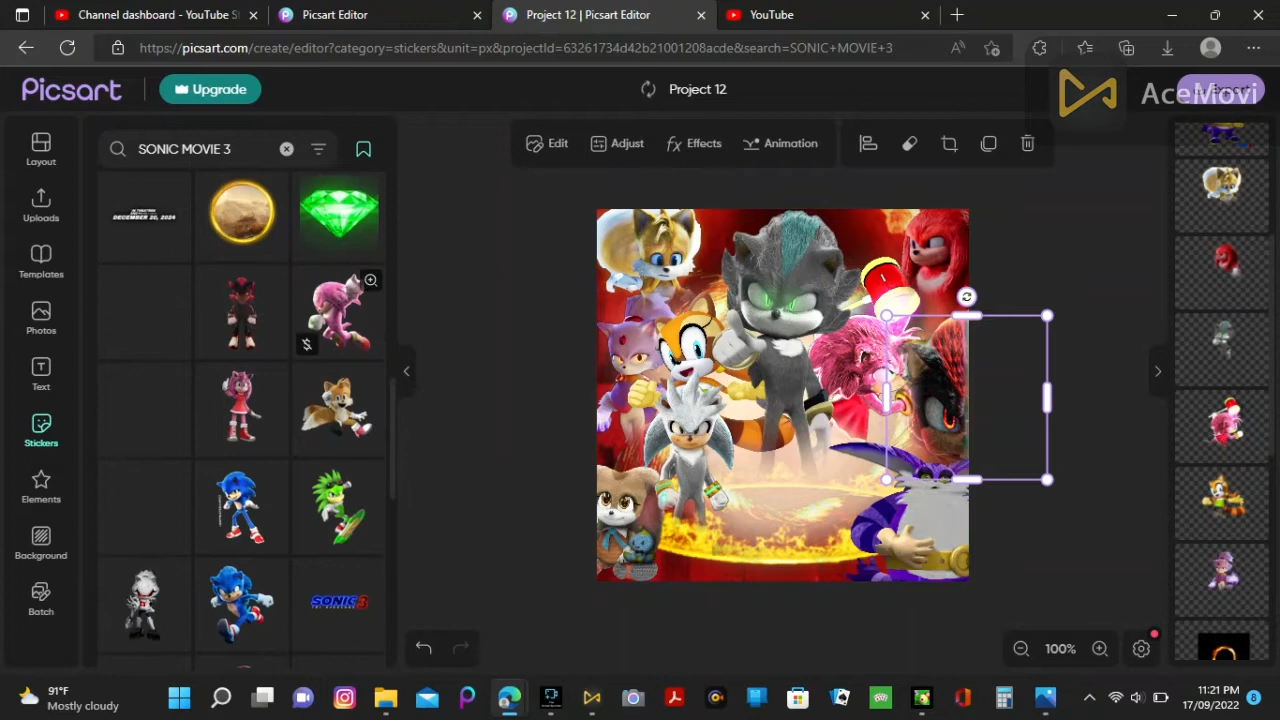 Channel dashboard - YouTube St
Picsart Editor
Project 12 | Picsart Editor
YouTube
https://picsart.com/create/editor?category=stickers&unit=px&projectId=63261734d42b21001208acde&search=SONIC+MOVIE+3
Picsart
Upgrade
Project 12
Export
AceMovi
SONIC MOVIE 3
Edit
Adjust
fx Effects
Animation
Layout
Uploads
Templates
Photos
Text
Stickers
Elements
Background
Batch
DECEMBER 20, 2024
SONIC 3
100%
91°F
Mostly cloudy
11:21 PM
17/09/2022
8